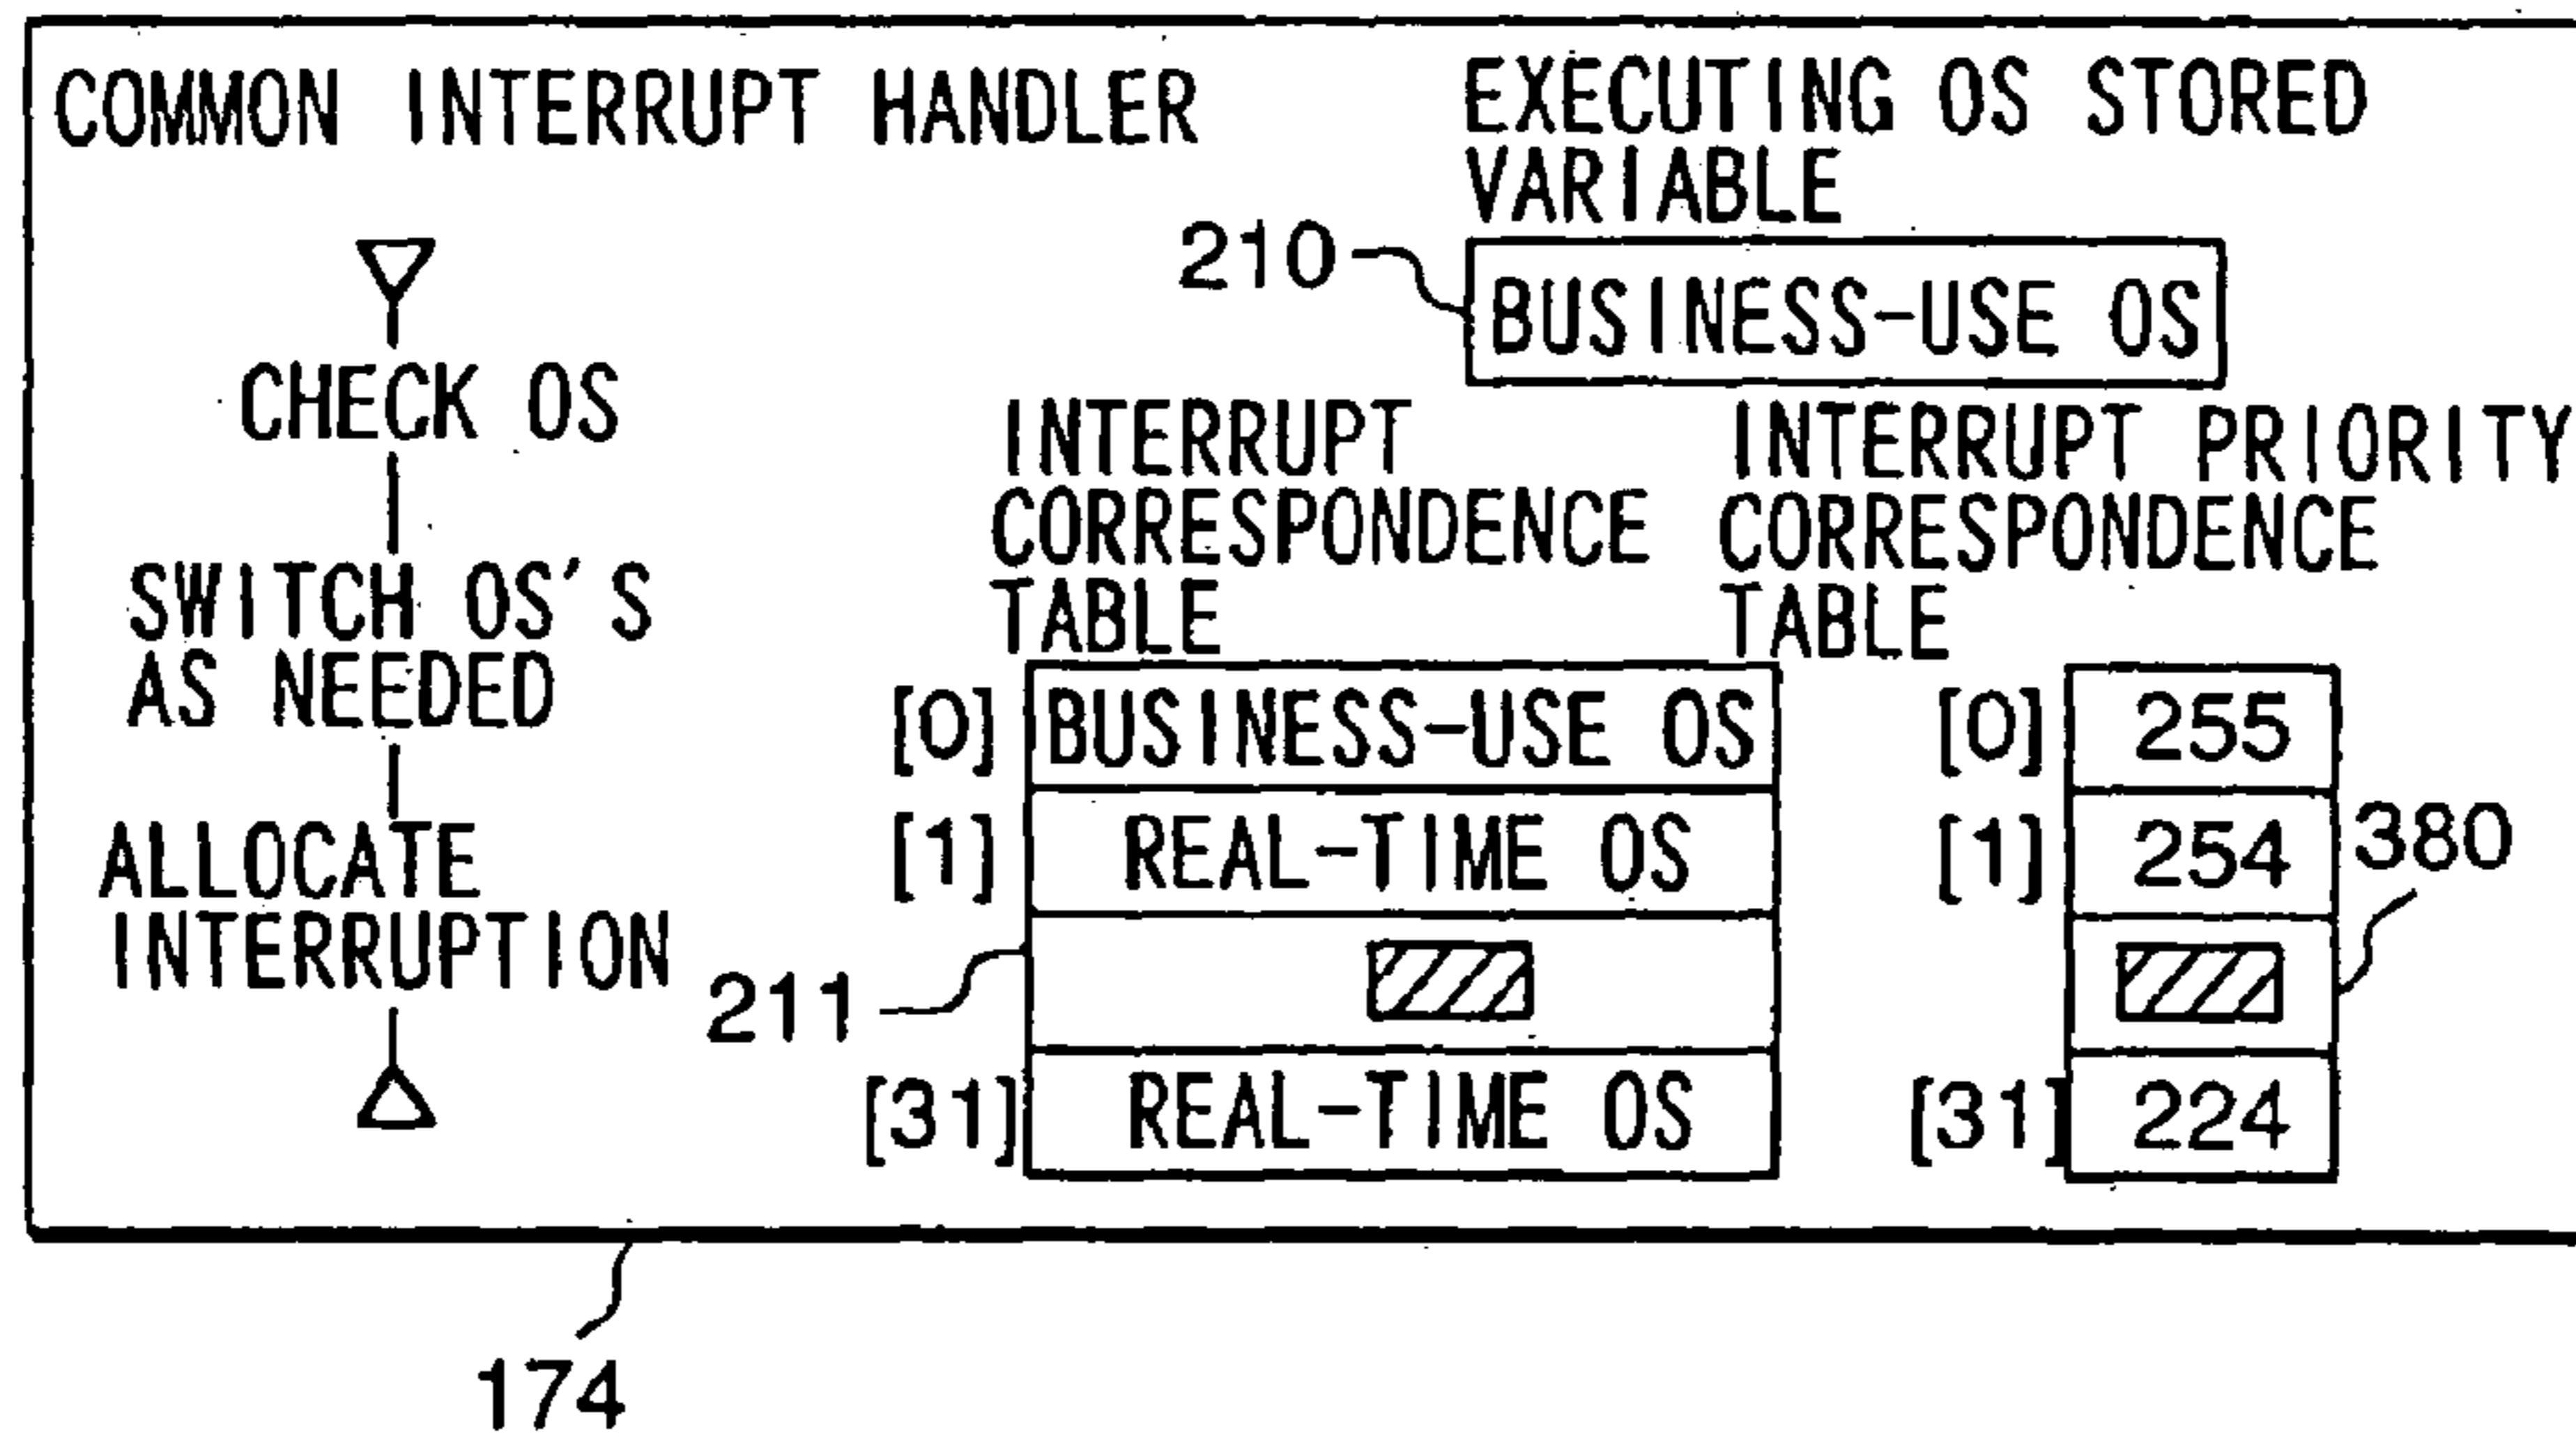 COMMON INTERRUPT HANDLER
EXECUTING OS STORED
VARIABLE
210
BUSINESS-USE OS
CHECK OS
SWITCH OS'S
AS NEEDED
ALLOCATE
INTERRUPTION
INTERRUPT
CORRESPONDENCE
TABLE
[0] BUSINESS-USE OS
[1] REAL-TIME OS
211
[31] REAL-TIME OS
INTERRUPT PRIORITY
CORRESPONDENCE
TABLE
[0] 255
[1] 254
380
[31] 224
174